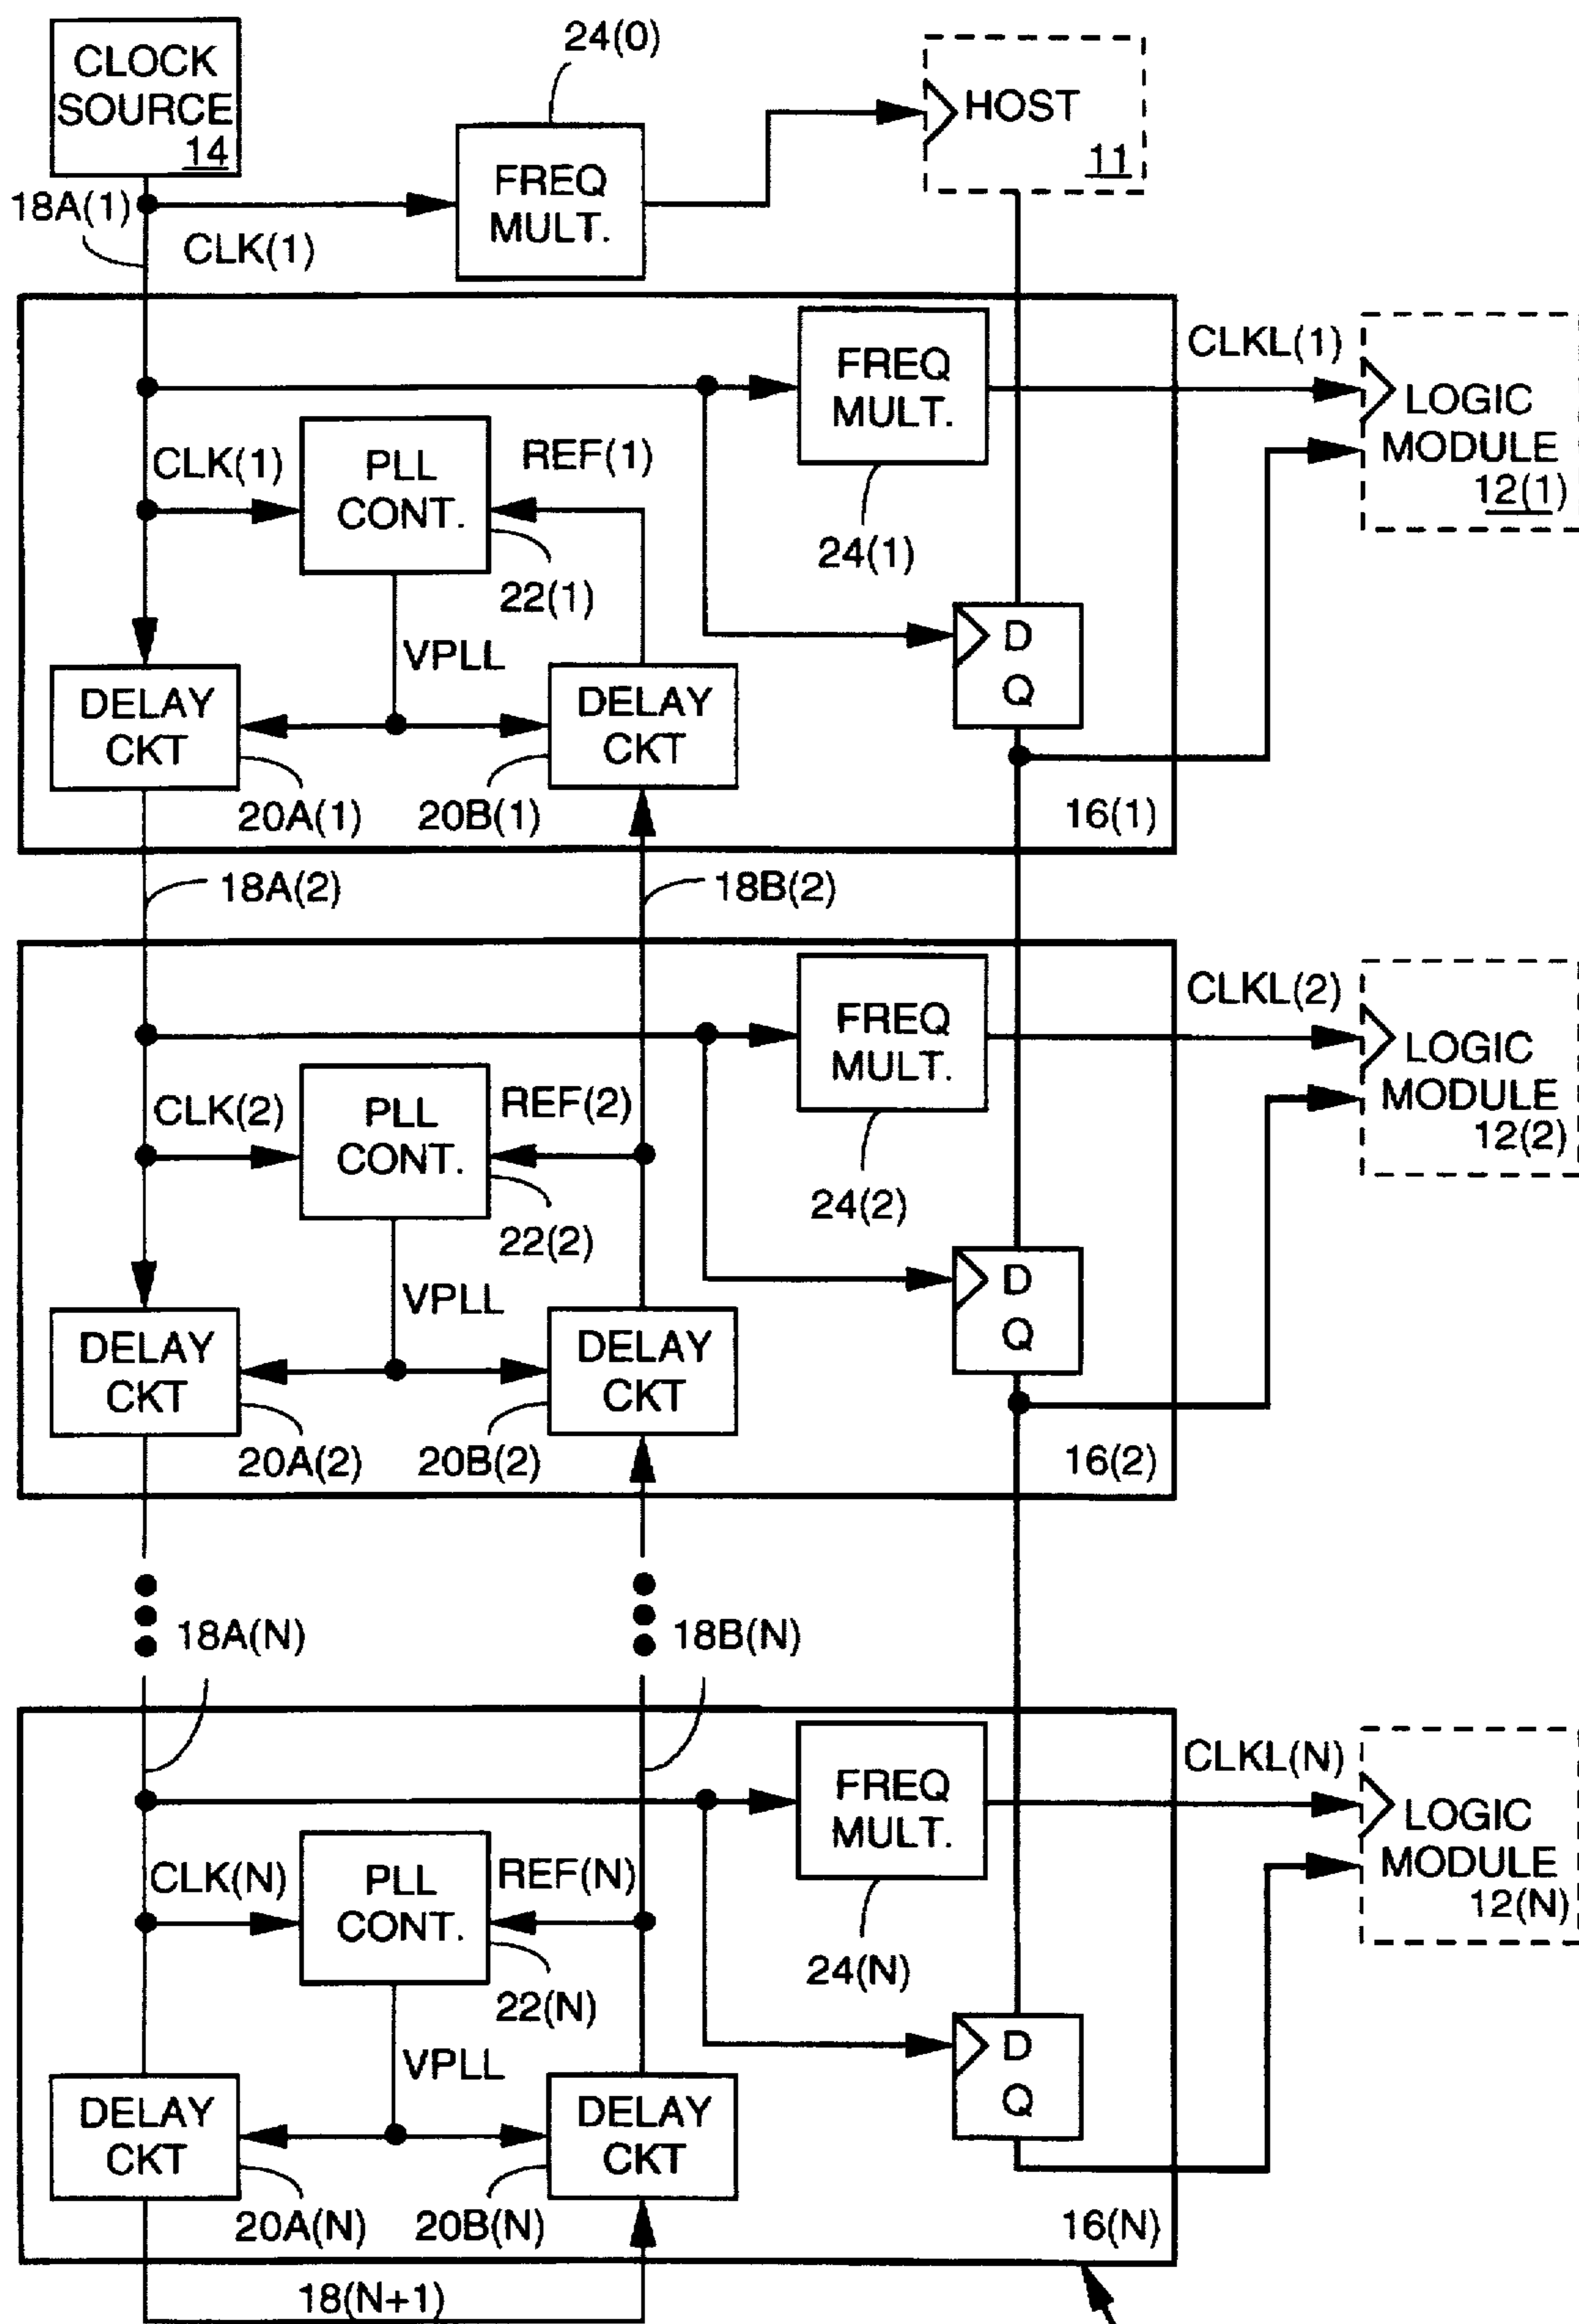 CLOCK
SOURCE
14
24(0)
HOST
11
FREQ
MULT.
18A(1)
CLK(1)
FREQ
MULT.
CLKL(1)
LOGIC
MODULE
12(1)
CLK(1)
PLL
CONT.
REF(1)
24(1)
22(1)
VPLL
D
Q
DELAY
CKT
DELAY
CKT
20A(1)
20B(1)
16(1)
18A(2)
18B(2)
FREQ
MULT.
CLKL(2)
LOGIC
MODULE
12(2)
CLK(2)
PLL
CONT.
REF(2)
24(2)
22(2)
VPLL
D
Q
DELAY
CKT
DELAY
CKT
20A(2)
20B(2)
16(2)
18A(N)
18B(N)
FREQ
MULT.
CLKL(N)
LOGIC
MODULE
12(N)
CLK(N)
PLL
CONT.
REF(N)
24(N)
22(N)
VPLL
D
Q
DELAY
CKT
DELAY
CKT
20A(N)
20B(N)
16(N)
18(N+1)